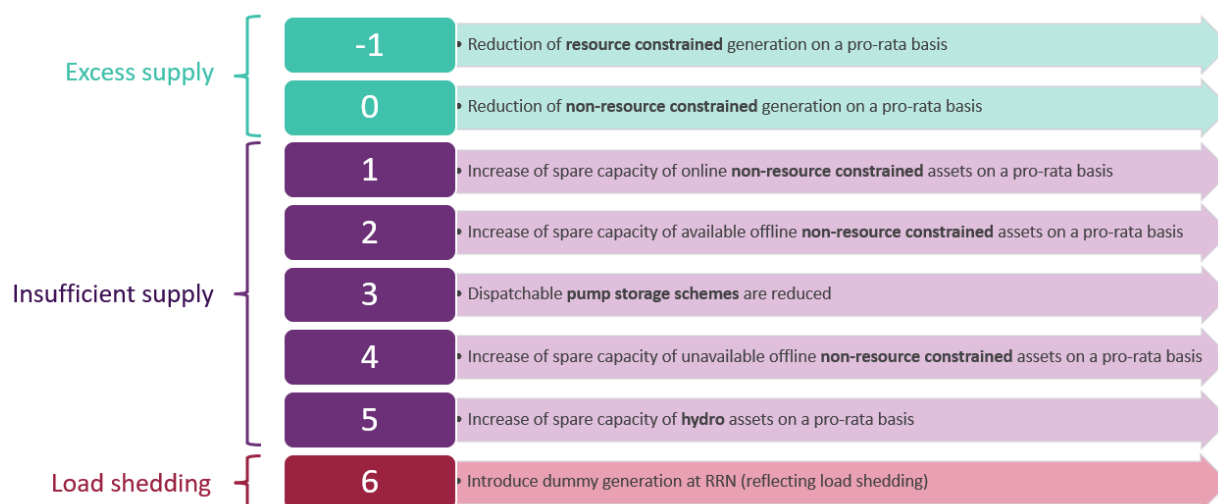 Excess supply
-1
• Reduction of resource constrained generation on a pro-rata basis
0
• Reduction of non-resource constrained generation on a pro-rata basis
Insufficient supply
1
• Increase of spare capacity of online non-resource constrained assets on a pro-rata basis
2
• Increase of spare capacity of available offline non-resource constrained assets on a pro-rata basis
3
• Dispatchable pump storage schemes are reduced
4
• Increase of spare capacity of unavailable offline non-resource constrained assets on a pro-rata basis
5
• Increase of spare capacity of hydro assets on a pro-rata basis
Load shedding
6
• Introduce dummy generation at RRN (reflecting load shedding)